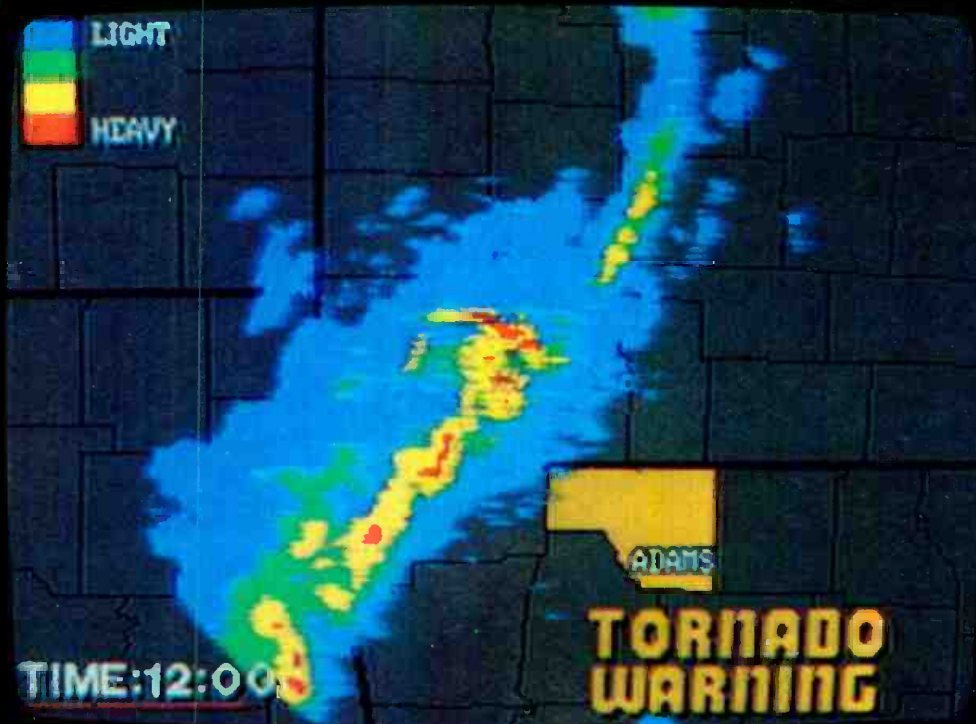 LIGHT
HEAVY
ADAMS
TORNADO
WARNING
TIME:12:00